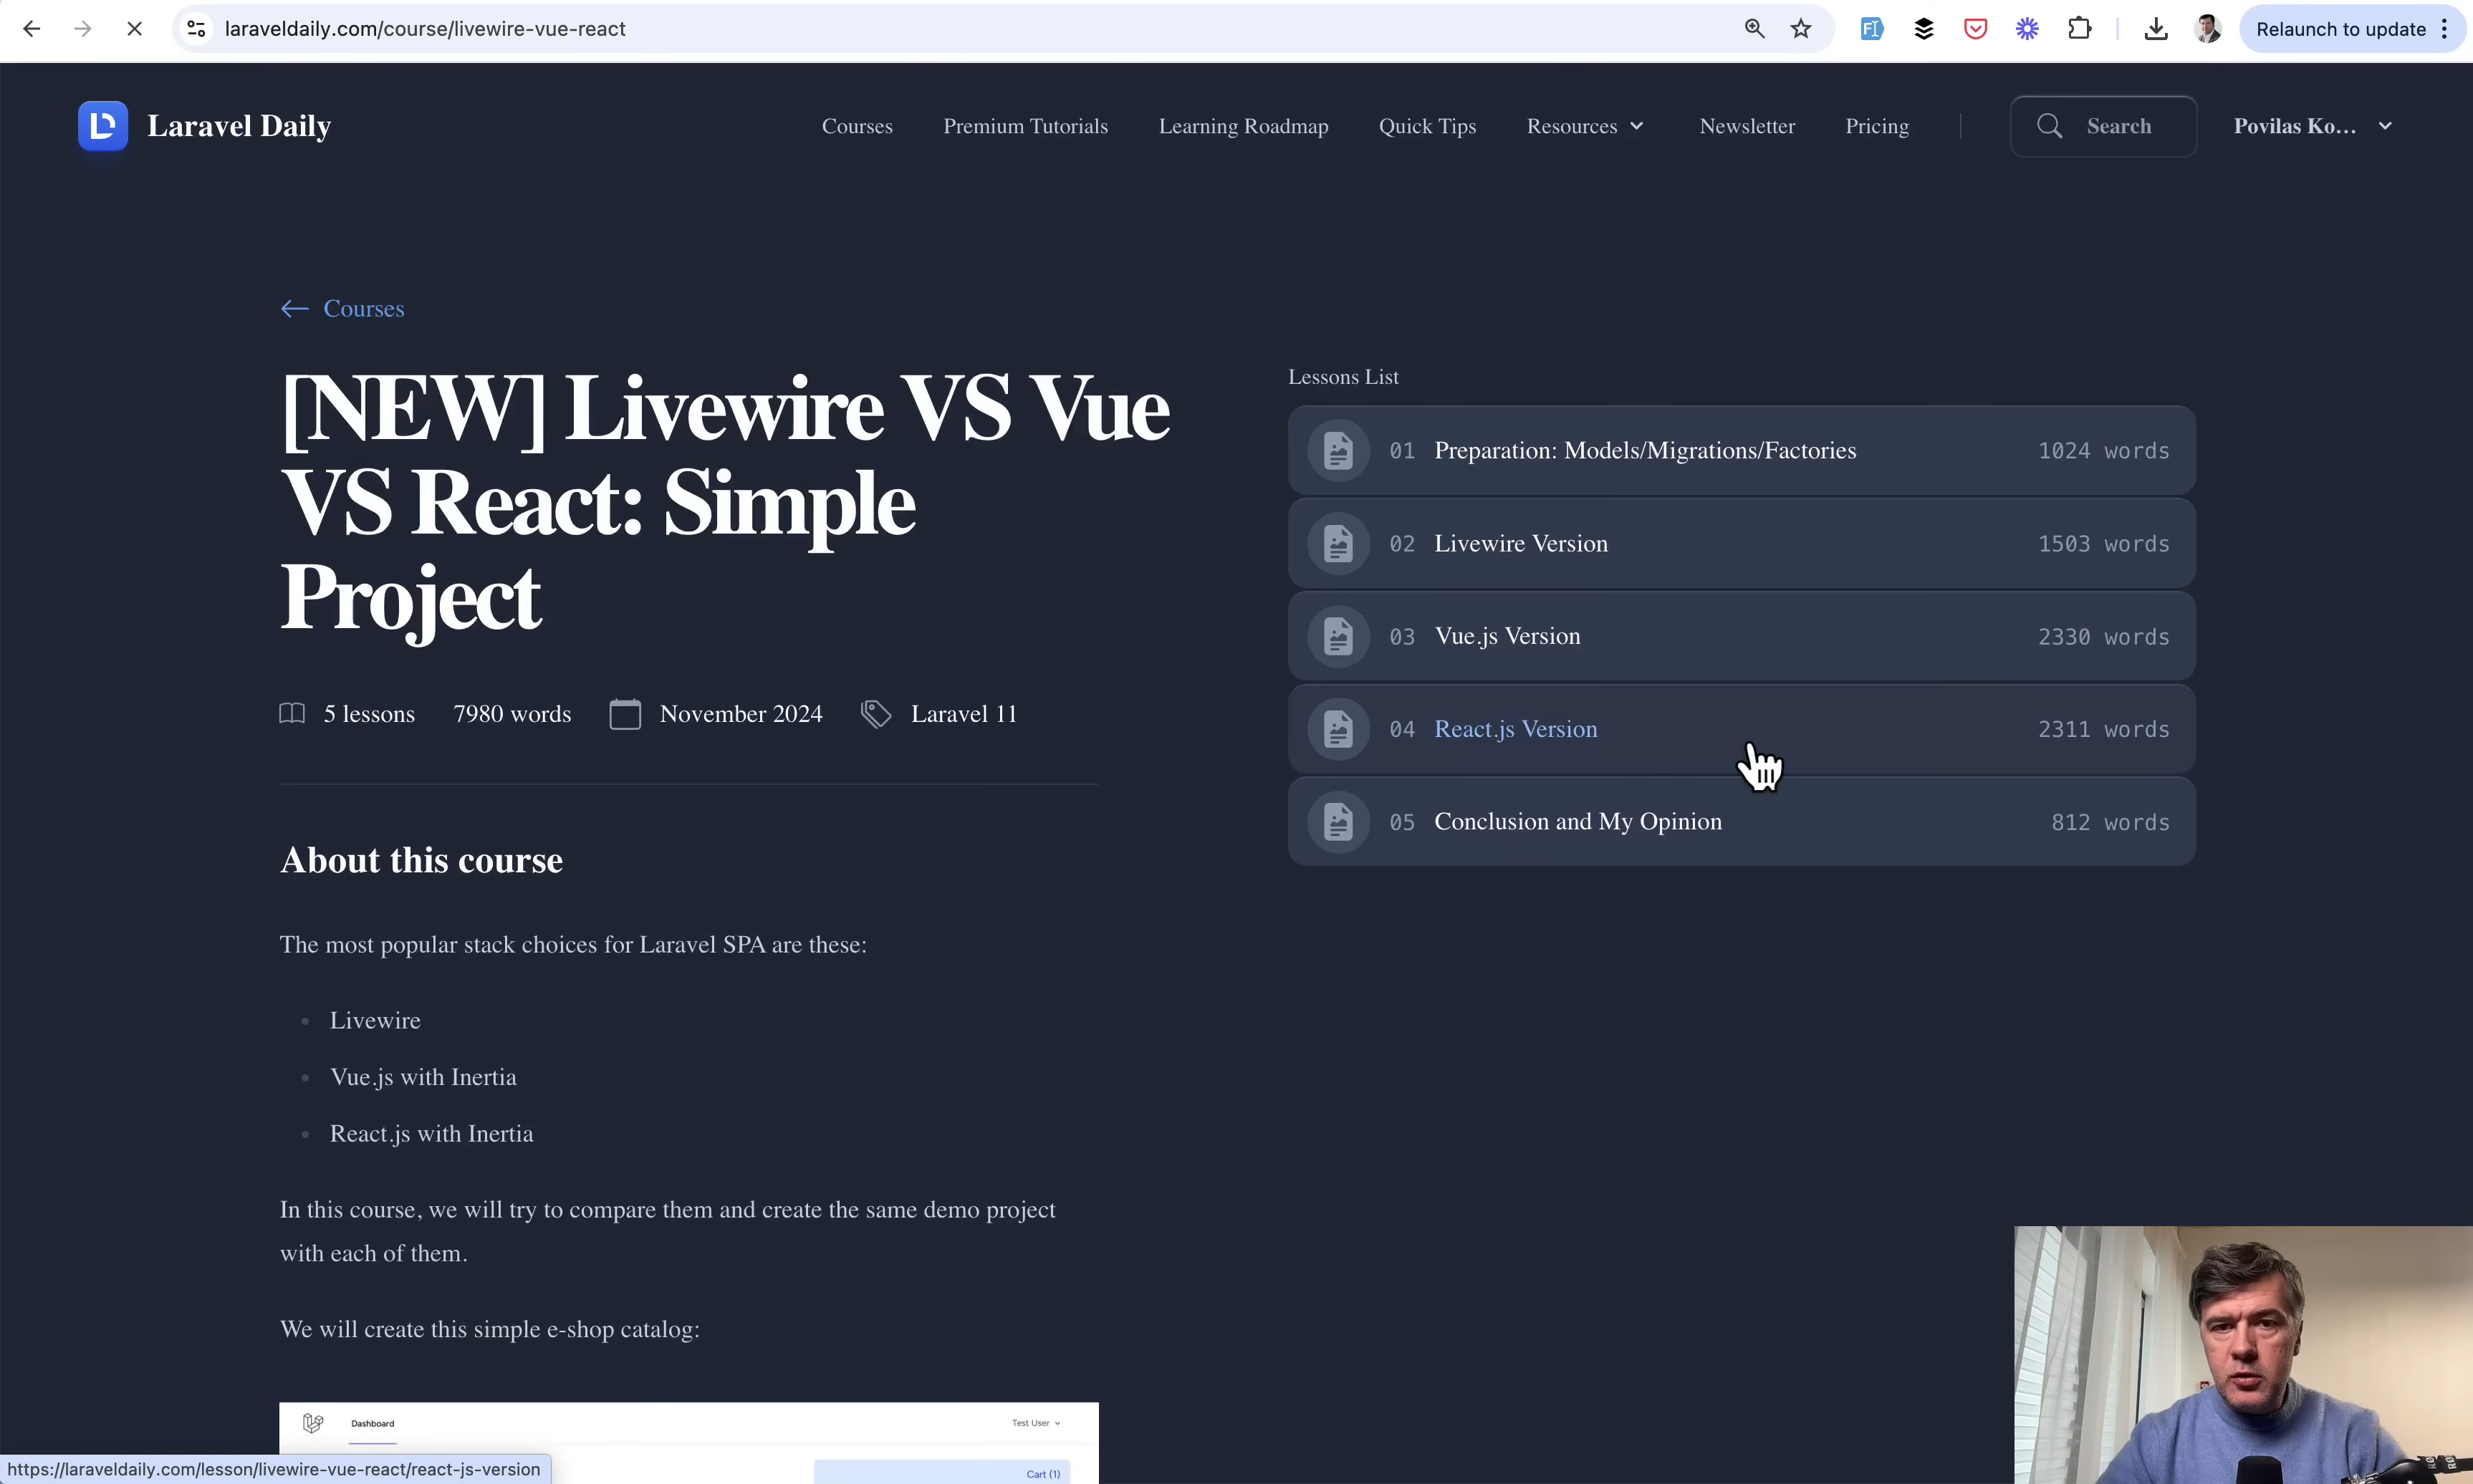 laraveldaily.com/course/livewire-vue-react
Relaunch to update
Laravel Daily
Courses
Premium Tutorials
Learning Roadmap
Quick Tips
Resources
Newsletter
Pricing
Search
Povilas Ko...
← Courses
[NEW] Livewire VS Vue
VS React: Simple
Project
5 lessons
7980 words
November 2024
Laravel 11
About this course
The most popular stack choices for Laravel SPA are these:
• Livewire
• Vue.js with Inertia
• React.js with Inertia
In this course, we will try to compare them and create the same demo project
with each of them.
We will create this simple e-shop catalog:
Dashboard
Test User
Cart (1)
Lessons List
01 Preparation: Models/Migrations/Factories 1024 words
02 Livewire Version 1503 words
03 Vue.js Version 2330 words
04 React.js Version 2311 words
05 Conclusion and My Opinion 812 words
https://laraveldaily.com/lesson/livewire-vue-react/react-js-version